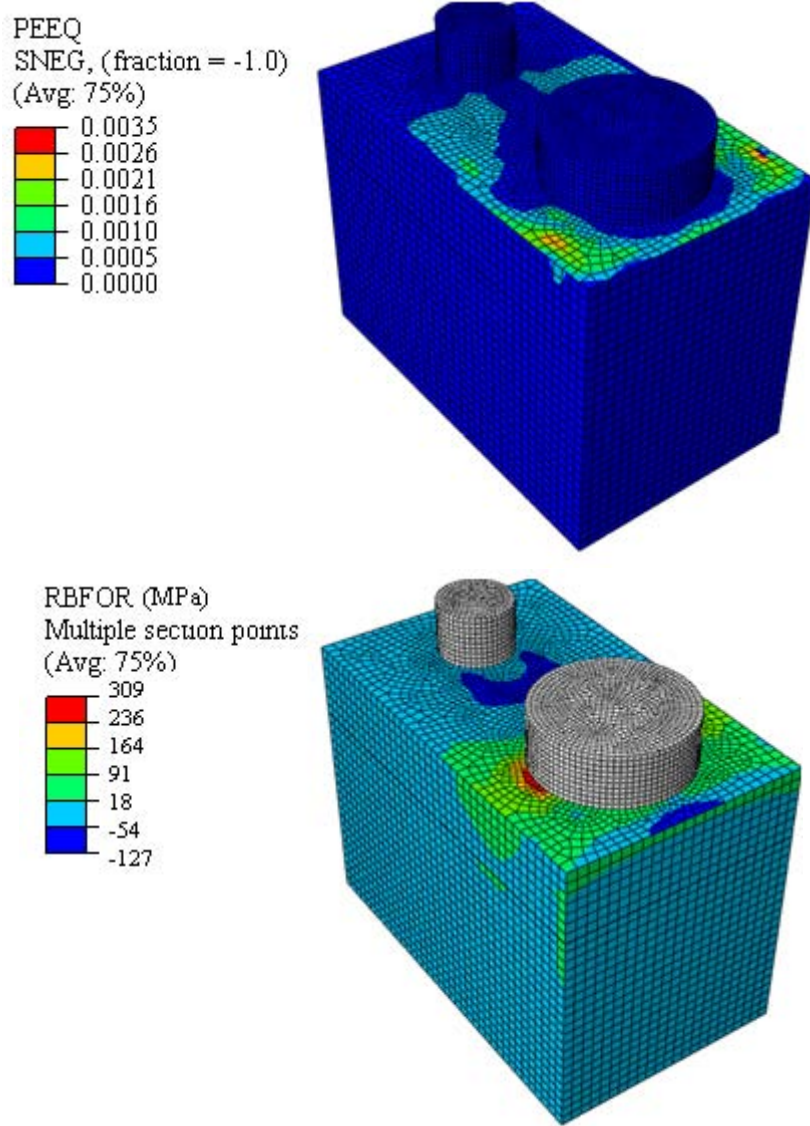 PEEQ
SNEG, (fraction = -1.0)
(Avg: 75%)
0.0035
0.0026
0.0021
0.0016
0.0010
0.0005
0.0000
RBFOR (MPa)
Multiple section points
(Avg: 75%)
309
236
164
91
18
-54
-127